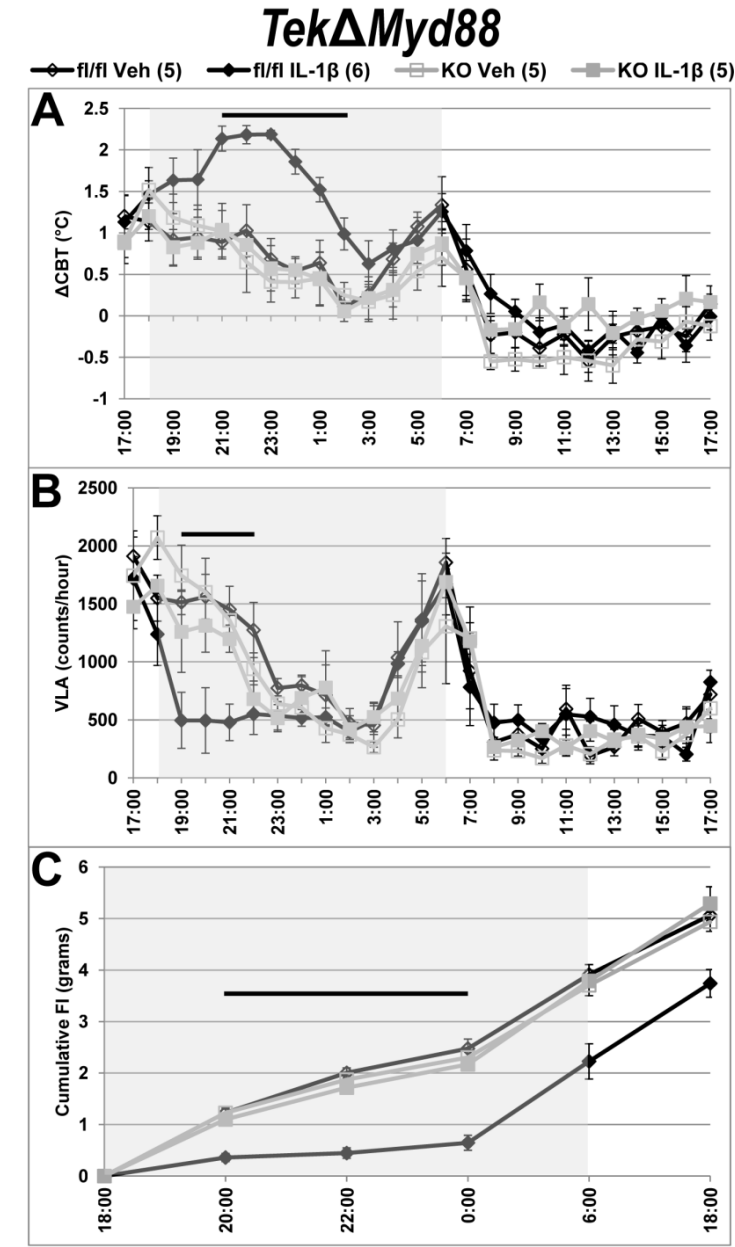 TekΔMyd88
fl/fl Veh (5) fl/fl IL-1β (6) KO Veh (5) KO IL-1β (5)
A
ΔCBT (°C)
2.5
2
1.5
1
0.5
0
-0.5
-1
17:00 19:00 21:00 23:00 1:00 3:00 5:00 7:00 9:00 11:00 13:00 15:00 17:00
B
VLA (counts/hour)
2500
2000
1500
1000
500
0
17:00 19:00 21:00 23:00 1:00 3:00 5:00 7:00 9:00 11:00 13:00 15:00 17:00
C
Cumulative FI (grams)
6
5
4
3
2
1
0
18:00 20:00 22:00 0:00 6:00 18:00